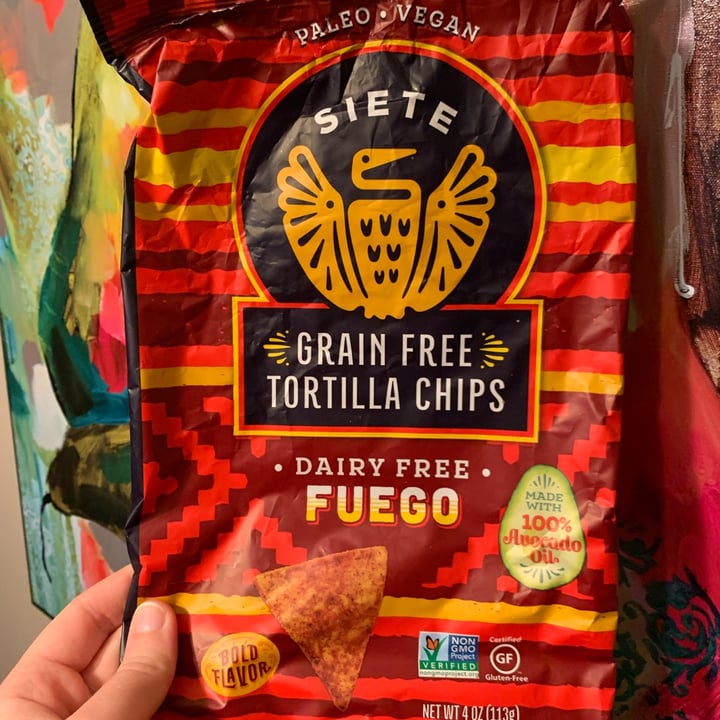 PALEO • VEGAN
SIETE
GRAIN FREE
TORTILLA CHIPS
• DAIRY FREE •
FUEGO
MADE
WITH
100%
Avocado
Oil
BOLD
FLAVOR
NON
GMO
Project
VERIFIED
nongmoproject.org
Certified
GF
Gluten-Free
NET WT 4 OZ (113g)